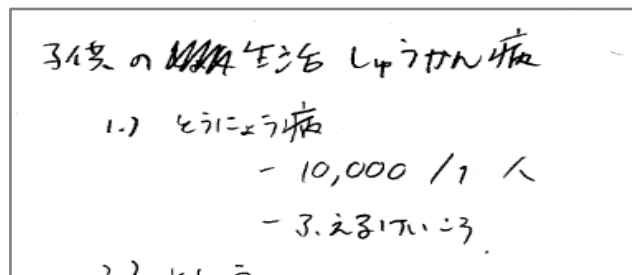 子供の生活しゅうかん病
1.) とうにょう病
- 10,000 / 1 人
- ふえるけいこう